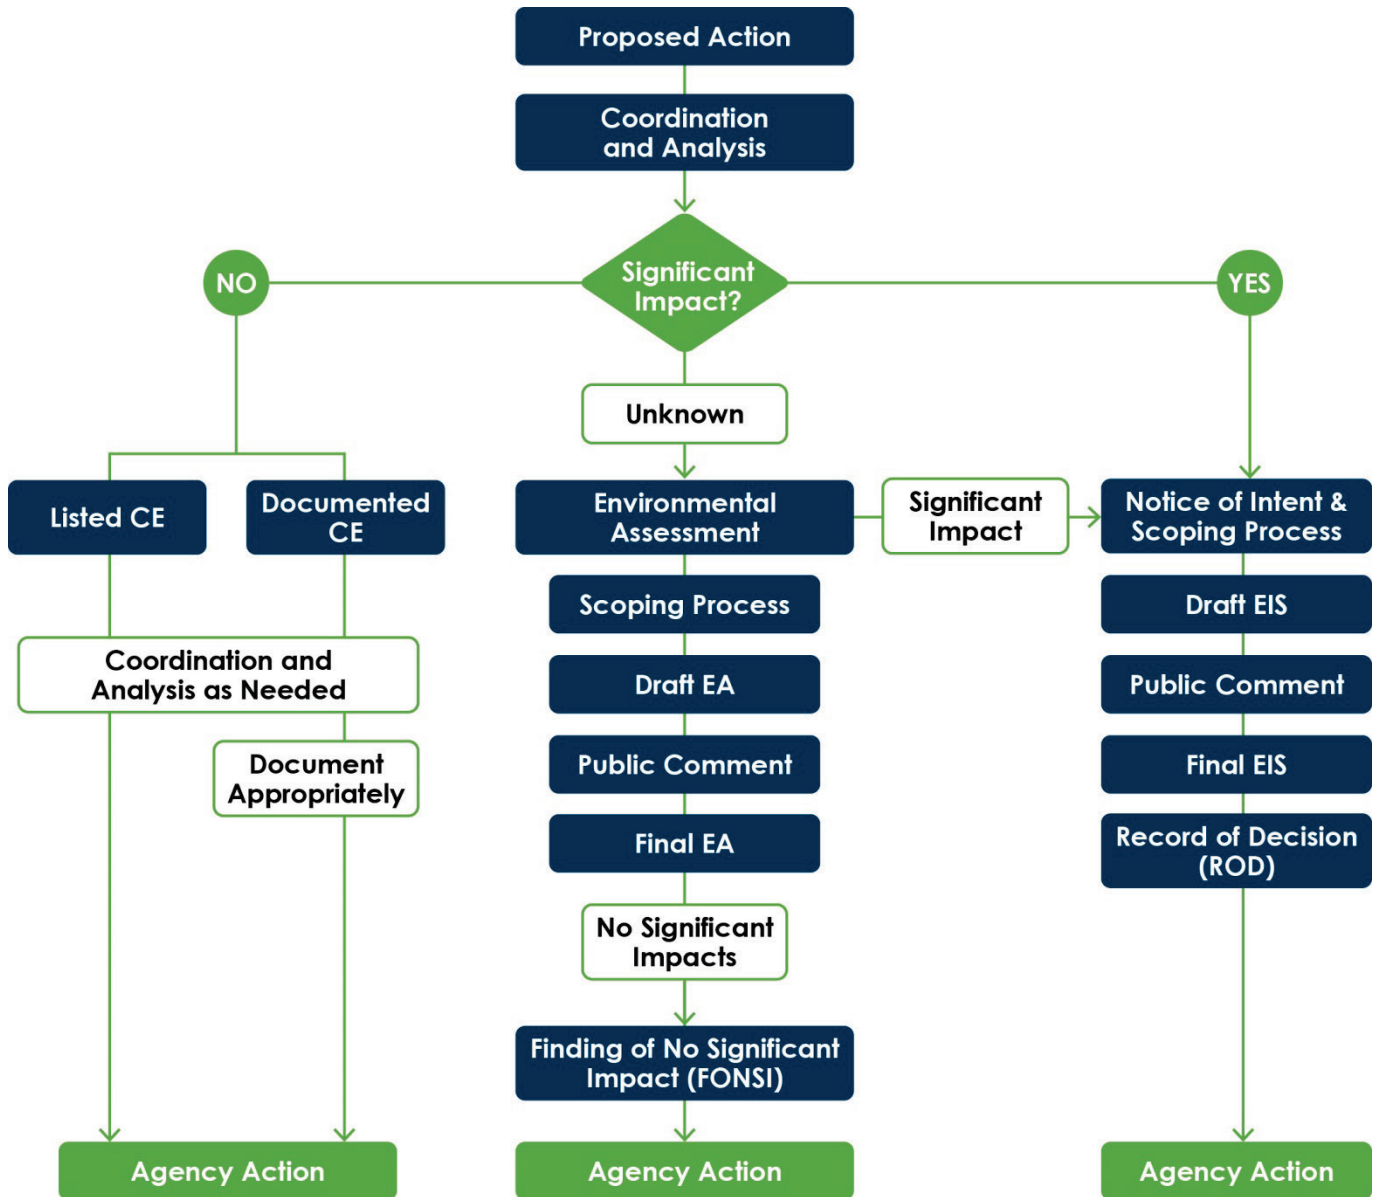 Proposed Action
Coordination
and Analysis
Significant
Impact?
NO
YES
Unknown
Listed CE
Documented
CE
Environmental
Assessment
Significant
Impact
Notice of Intent &
Scoping Process
Coordination and
Analysis as Needed
Document
Appropriately
Scoping Process
Draft EA
Public Comment
Final EA
No Significant
Impacts
Finding of No Significant
Impact (FONSI)
Draft EIS
Public Comment
Final EIS
Record of Decision
(ROD)
Agency Action
Agency Action
Agency Action